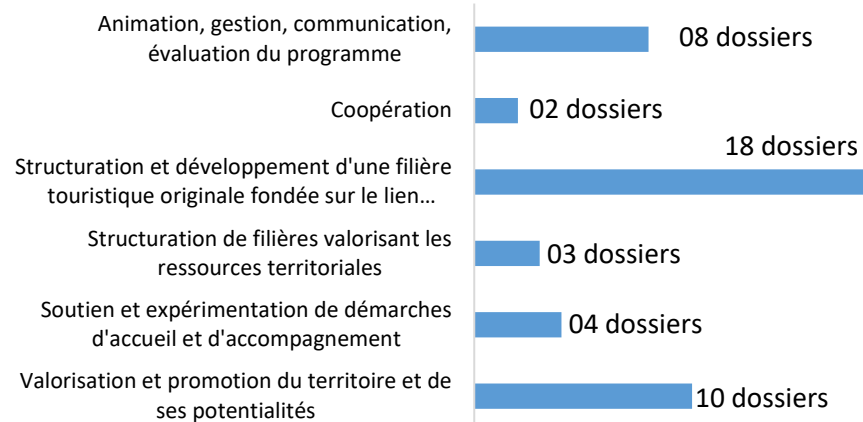 Animation, gestion, communication,
évaluation du programme
08 dossiers
Coopération
02 dossiers
18 dossiers
Structuration et développement d'une filière
touristique originale fondée sur le lien…
Structuration de filières valorisant les
ressources territoriales
03 dossiers
Soutien et expérimentation de démarches
d'accueil et d'accompagnement
04 dossiers
Valorisation et promotion du territoire et de
ses potentialités
10 dossiers